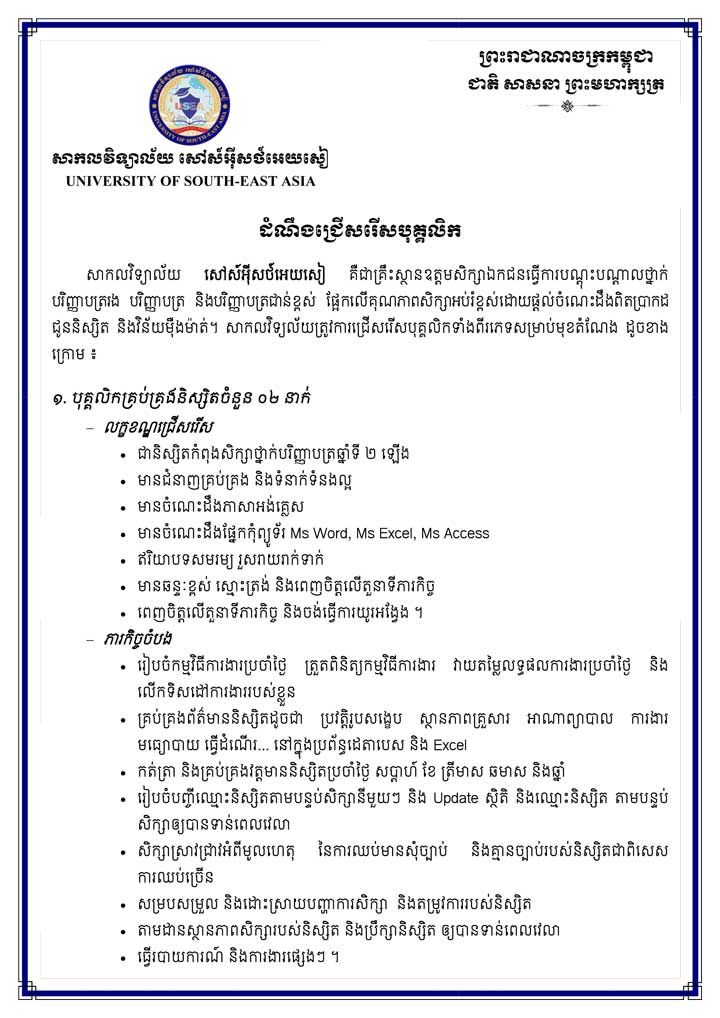 ព្រះរាជាណាចក្រកម្ពុជា
ជាតិ សាសនា ព្រះមហាក្សត្រ
USEA
UNIVERSITY OF SOUTH-EAST ASIA
សាកលវិទ្យាល័យ សៅស៍អ៊ីសថ៍អេយសៀ
UNIVERSITY OF SOUTH-EAST ASIA
ដំណឹងជ្រើសរើសបុគ្គលិក
សាកលវិទ្យាល័យ សៅស៍អ៊ីសថ៍អេយសៀ គឺជាគ្រឹះស្ថានឧត្តមសិក្សាឯកជនធ្វើការបណ្តុះបណ្តាលថ្នាក់
បរិញ្ញាបត្ររង បរិញ្ញាបត្រ និងបរិញ្ញាបត្រជាន់ខ្ពស់ ផ្អែកលើគុណភាពសិក្សាអប់រំខ្ពស់ដោយផ្តល់ចំណេះដឹងពិតប្រាកដ
ជូននិស្សិត និងវិន័យម៉ឺងម៉ាត់។ សាកលវិទ្យល័យត្រូវការជ្រើសរើសបុគ្គលិកទាំងពីរភេទសម្រាប់មុខតំណែង ដូចខាង
ក្រោម ៖
១. បុគ្គលិកគ្រប់គ្រងនិស្សិតចំនួន ០២ នាក់
– លក្ខខណ្ឌជ្រើសរើស
• ជានិស្សិតកំពុងសិក្សាថ្នាក់បរិញ្ញាបត្រឆ្នាំទី ២ ឡើង
• មានជំនាញគ្រប់គ្រង និងទំនាក់ទំនងល្អ
• មានចំណេះដឹងភាសាអង់គ្លេស
• មានចំណេះដឹងផ្នែកកុំព្យូទ័រ Ms Word, Ms Excel, Ms Access
• ឥរិយាបទសមរម្យ រួសរាយរាក់ទាក់
• មានឆន្ទៈខ្ពស់ ស្មោះត្រង់ និងពេញចិត្តលើតួនាទីភារកិច្ច
• ពេញចិត្តលើតួនាទីភារកិច្ច និងចង់ធ្វើការយូរអង្វែង ។
– ភារកិច្ចចំបង
• រៀបចំកម្មវិធីការងារប្រចាំថ្ងៃ ត្រួតពិនិត្យកម្មវិធីការងារ វាយតម្លៃលទ្ធផលការងារប្រចាំថ្ងៃ និង
លើកទិសដៅការងាររបស់ខ្លួន
• គ្រប់គ្រងព័ត៌មាននិស្សិតដូចជា ប្រវត្តិរូបសង្ខេប ស្ថានភាពគ្រួសារ អាណាព្យាបាល ការងារ
មធ្យោបាយ ធ្វើដំណើរ... នៅក្នុងប្រព័ន្ធដេតាបេស និង Excel
• កត់ត្រា និងគ្រប់គ្រងវត្តមាននិស្សិតប្រចាំថ្ងៃ សប្តាហ៍ ខែ ត្រីមាស ឆមាស និងឆ្នាំ
• រៀបចំបញ្ជីឈ្មោះនិស្សិតតាមបន្ទប់សិក្សានីមួយៗ និង Update ស្ថិតិ និងឈ្មោះនិស្សិត តាមបន្ទប់
សិក្សាឲ្យបានទាន់ពេលវេលា
• សិក្សាស្រាវជ្រាវអំពីមូលហេតុ នៃការឈប់មានសុំច្បាប់ និងគ្មានច្បាប់របស់និស្សិតជាពិសេស
ការឈប់ច្រើន
• សម្របសម្រួល និងដោះស្រាយបញ្ហាការសិក្សា និងតម្រូវការរបស់និស្សិត
• តាមដានស្ថានភាពសិក្សារបស់និស្សិត និងប្រឹក្សានិស្សិត ឲ្យបានទាន់ពេលវេលា
• ធ្វើរបាយការណ៍ និងការងារផ្សេងៗ ។